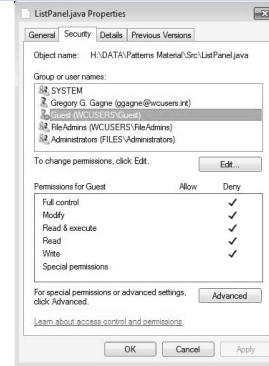 ListPanel.java Properties
General Security Details Previous Versions
Object name: H:\DATA\Patterns Material\Src\ListPanel.java
Group or user names:
SYSTEM
Gregory G. Gagne (ggagne@wcusers.int)
Guest (WCUSERS\Guest)
FileAdmins (WCUSERS\FileAdmins)
Administrators (FILES\Administrators)
To change permissions, click Edit.
Edit...
Permissions for Guest Allow Deny
Full control
Modify
Read & execute
Read
Write
Special permissions
For special permissions or advanced settings,
click Advanced.
Advanced
Learn about access control and permissions
OK Cancel Apply